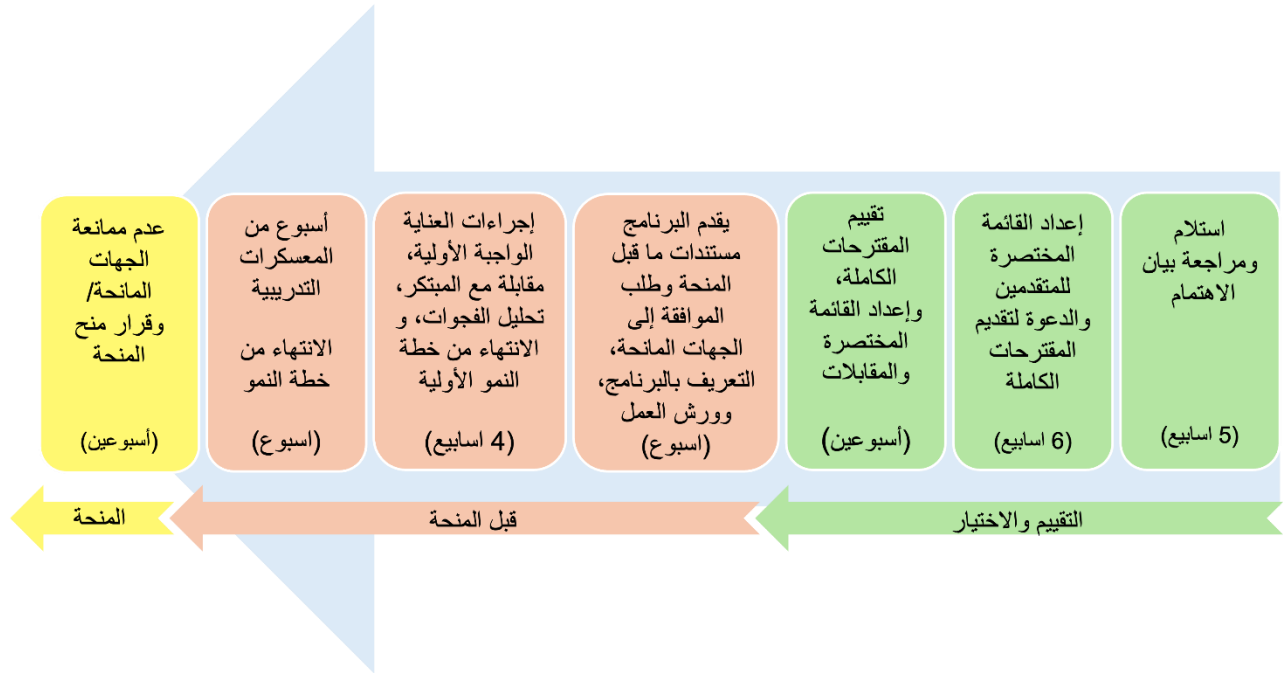 استلام
ومراجعة بيان
الاهتمام
(5 اسابيع)
إعداد القائمة
المختصرة
للمتقدمين
والدعوة لتقديم
المقترحات
الكاملة
(6 اسابيع)
تقييم
المقترحات
الكاملة،
وإعداد القائمة
المختصرة
والمقابلات
(أسبوعين)
يقدم البرنامج
مستندات ما قبل
المنحة وطلب
الموافقة إلى
الجهات المانحة،
التعريف بالبرنامج،
وورش العمل
(اسبوع)
إجراءات العناية
الواجبة الأولية،
مقابلة مع المبتكر،
تحليل الفجوات، و
الانتهاء من خطة
النمو الأولية
(4 اسابيع)
أسبوع من
المعسكرات
التدريبية
الانتهاء من
خطة النمو
(اسبوع)
عدم ممانعة
الجهات
المانحة/
وقرار منح
المنحة
(أسبوعين)
التقييم والاختيار
قبل المنحة
المنحة